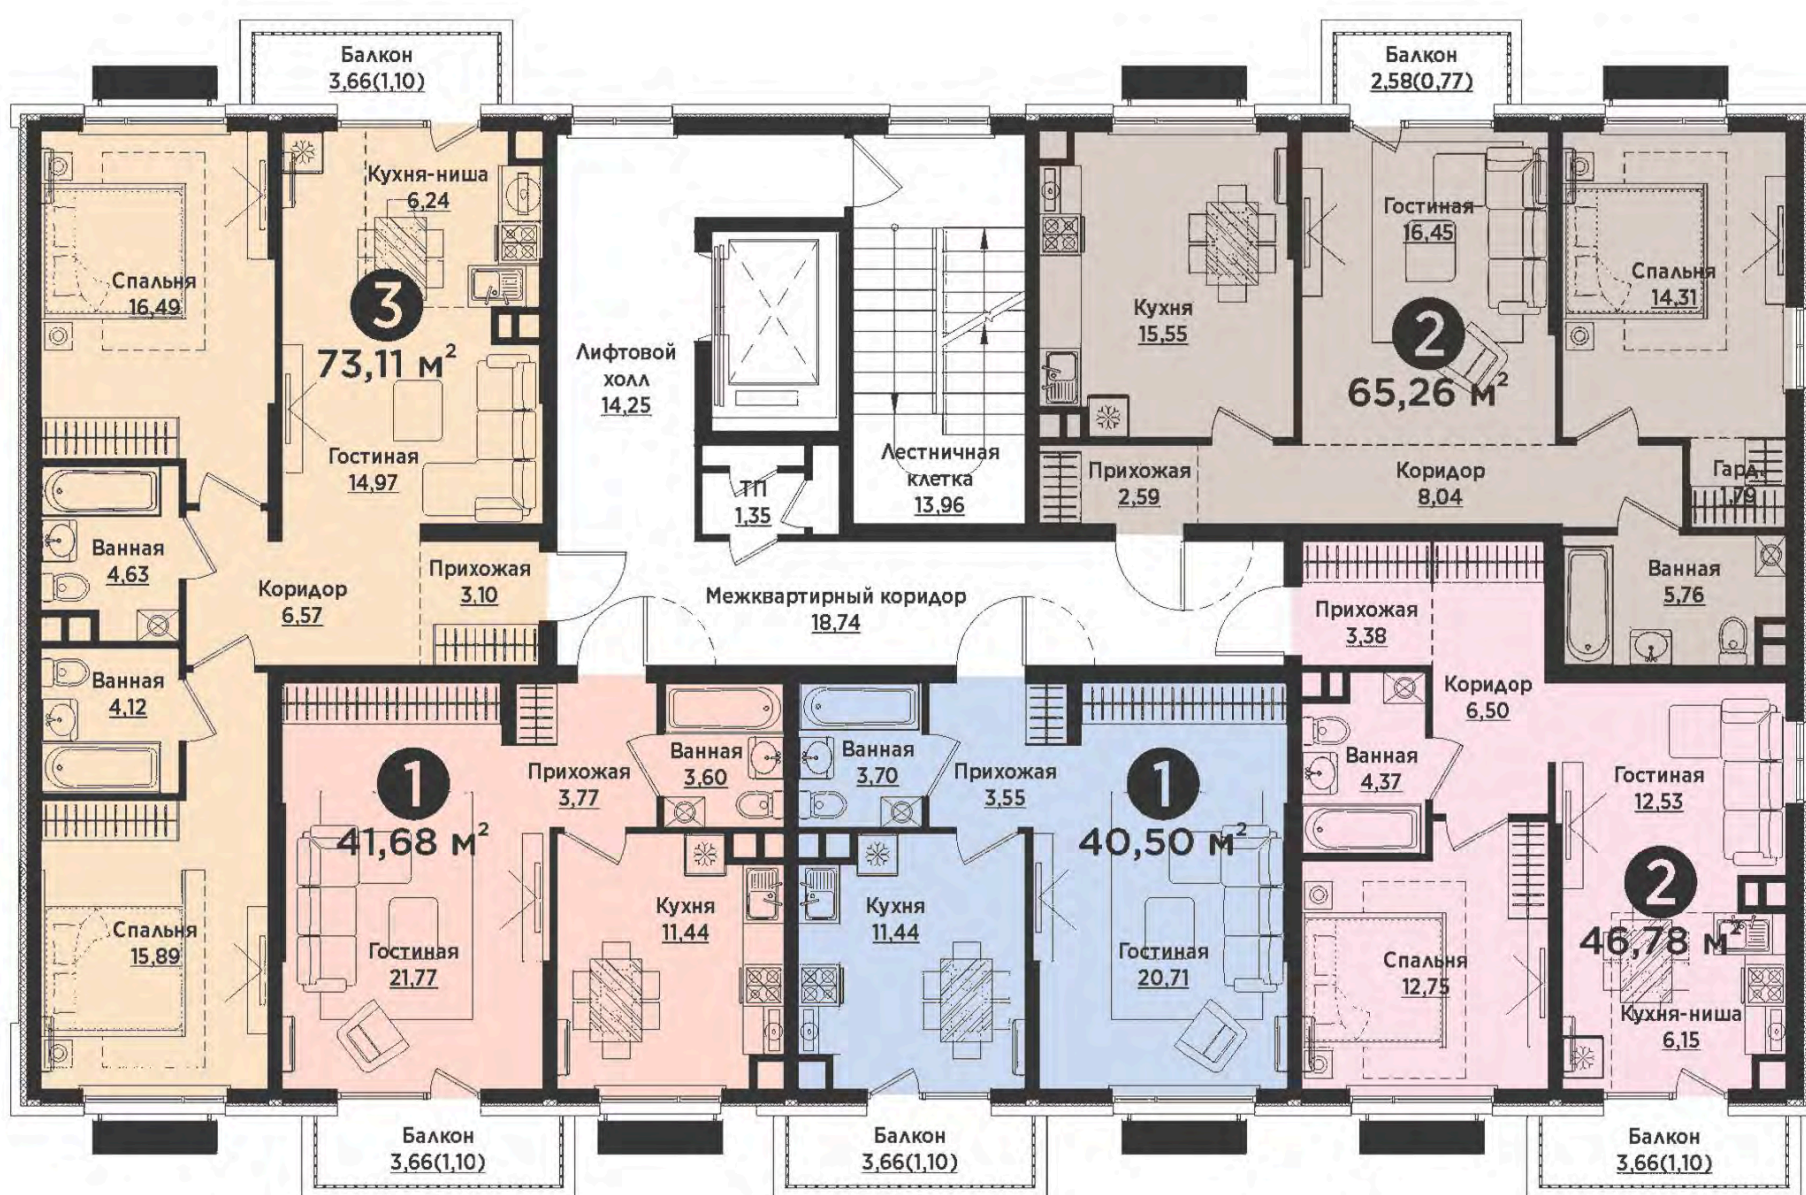 Балкон
3,66(1,10)
Балкон
2,58(0,77)
Кухня-ниша
6,24
Спальня
16,49
3
73,11 м²
Гостиная
14,97
Ванная
4,63
Коридор
6,57
Прихожая
3,10
Ванная
4,12
Спальня
15,89
Лифтовой
холл
14,25
ТП
1,35
Лестничная
клетка
13,96
Межквартирный коридор
18,74
Кухня
15,55
Гостиная
16,45
2
65,26 м²
Спальня
14,31
Прихожая
2,59
Коридор
8,04
Гард.
1,79
Ванная
5,76
1
41,68 м²
Прихожая
3,77
Ванная
3,60
Гостиная
21,77
Кухня
11,44
Ванная
3,70
Прихожая
3,55
1
40,50 м²
Кухня
11,44
Гостиная
20,71
Прихожая
3,38
Коридор
6,50
Ванная
4,37
Гостиная
12,53
2
46,78 м²
Спальня
12,75
Кухня-ниша
6,15
Балкон
3,66(1,10)
Балкон
3,66(1,10)
Балкон
3,66(1,10)